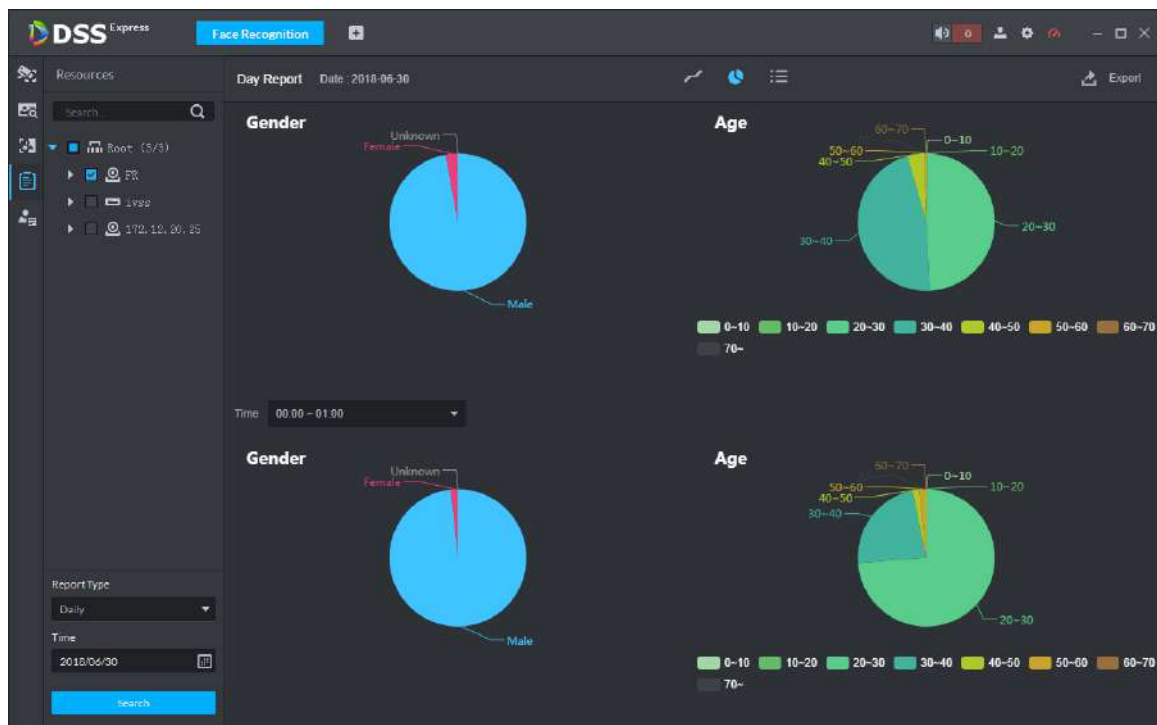 DSS Express
Face Recognition
0
Resources
Day Report Date : 2018-06-30
Export
Search...
Root (3/3)
FR
ivss
172.12.20.25
Gender
Unknown
Female
Male
Age
60~70
0~10
50~60
10~20
40~50
20~30
30~40
0~10 10~20 20~30 30~40 40~50 50~60 60~70
70~
Time 00:00 ~ 01:00
Gender
Unknown
Female
Male
Age
60~70
0~10
50~60
10~20
40~50
30~40
20~30
0~10 10~20 20~30 30~40 40~50 50~60 60~70
70~
Report Type
Daily
Time
2018/06/30
Search